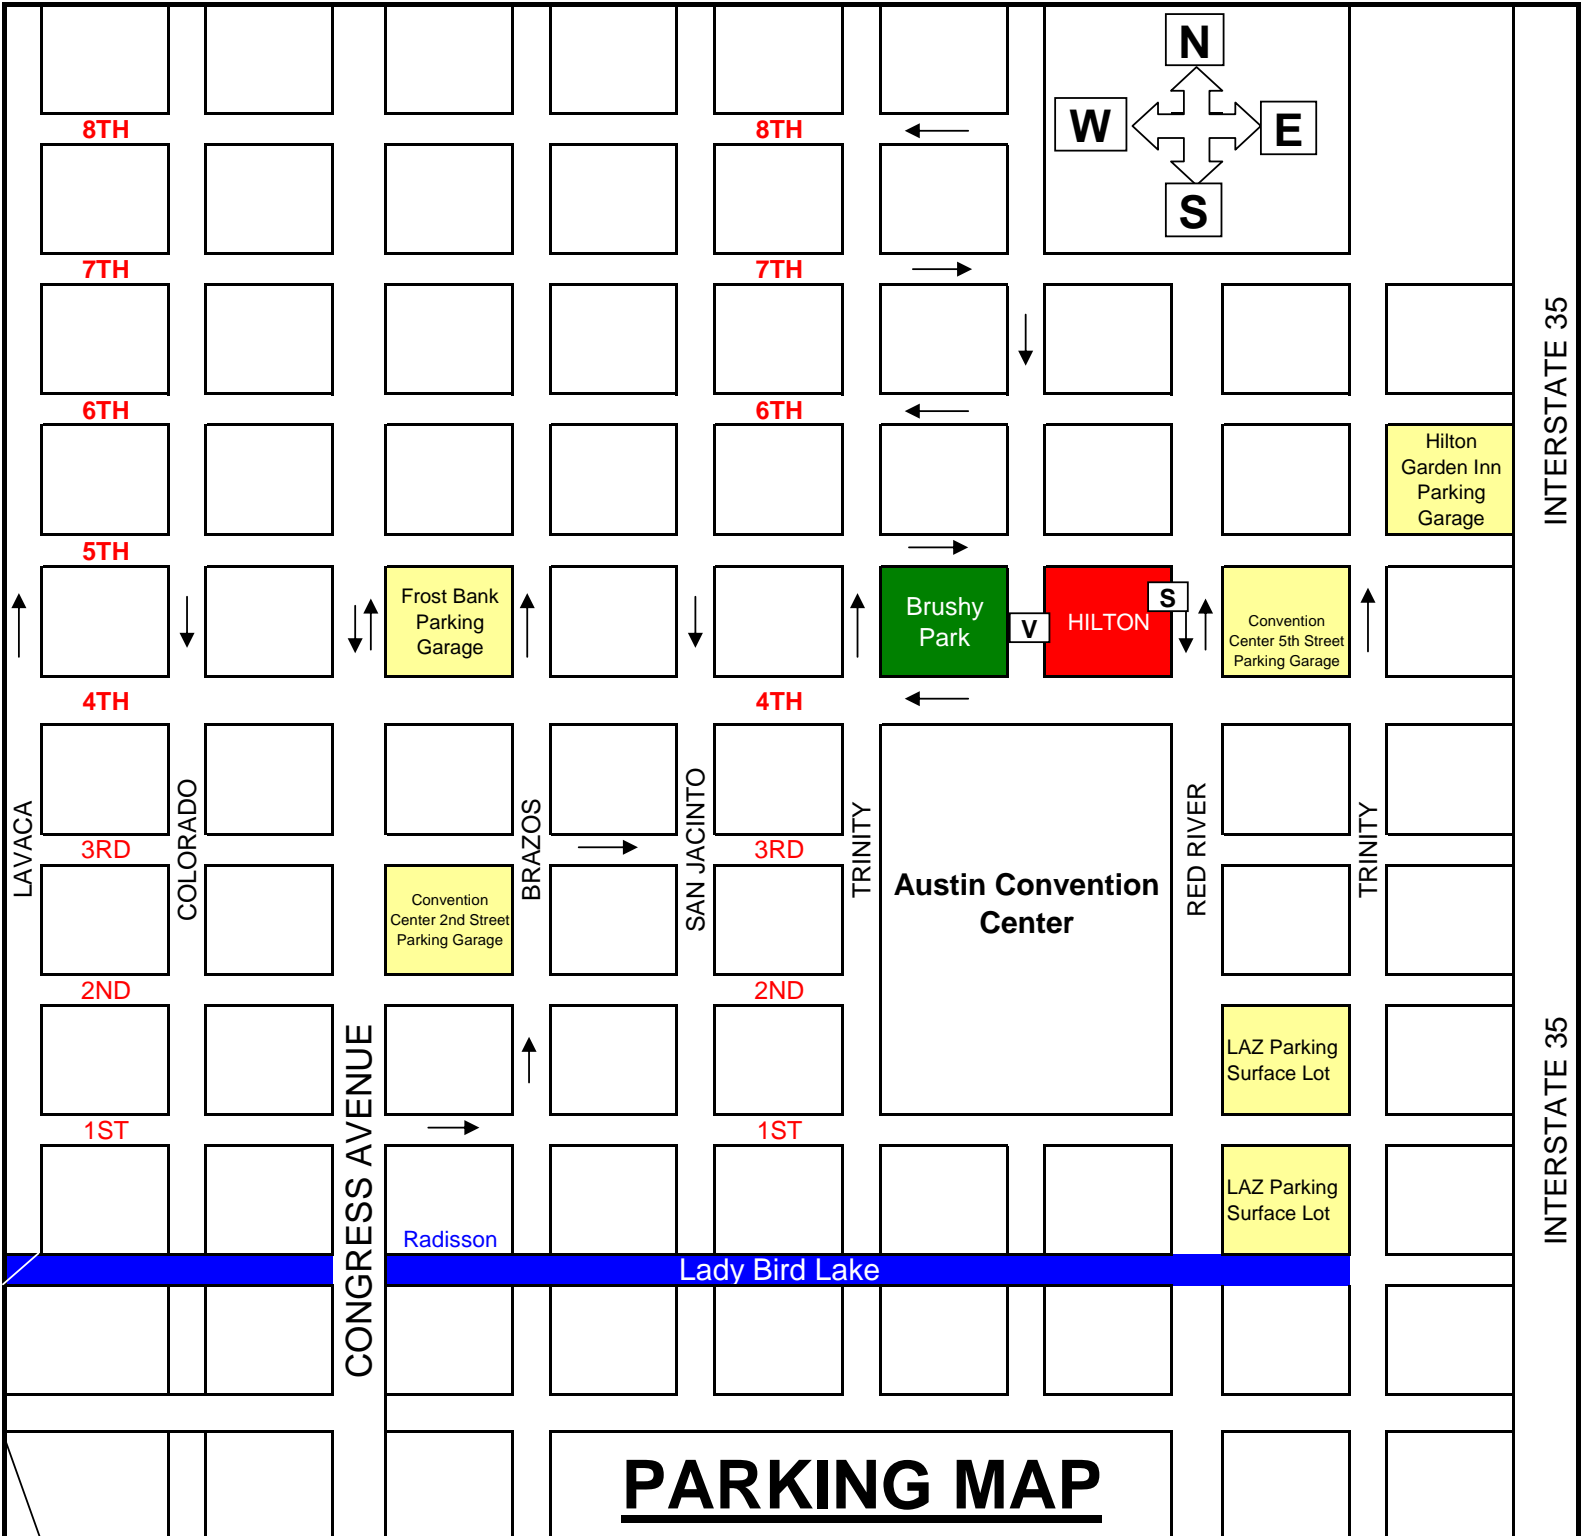 N
W
E
S
8TH
8TH
7TH
7TH
6TH
6TH
Hilton
Garden Inn
Parking
Garage
INTERSTATE 35
5TH
Frost Bank
Parking
Garage
Brushy
Park
V
HILTON
S
Convention
Center 5th Street
Parking Garage
4TH
4TH
LAVACA
COLORADO
BRAZOS
SAN JACINTO
TRINITY
RED RIVER
TRINITY
3RD
3RD
Convention
Center 2nd Street
Parking Garage
Austin Convention
Center
2ND
2ND
CONGRESS AVENUE
LAZ Parking
Surface Lot
INTERSTATE 35
1ST
1ST
LAZ Parking
Surface Lot
Radisson
Lady Bird Lake
PARKING MAP